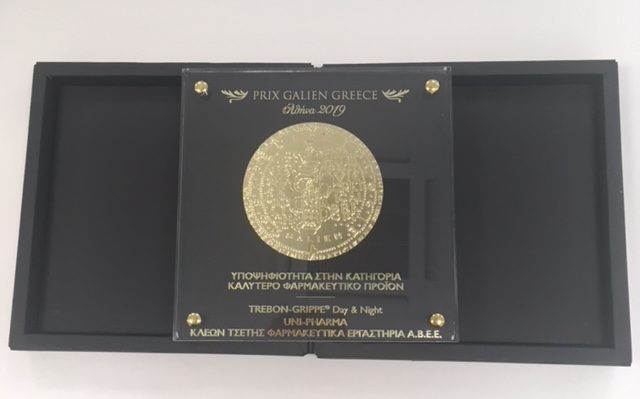 PRIX GALIEN GREECE
Αθήνα 2019
GALIEN
ΥΠΟΨΗΦΙΟΤΗΤΑ ΣΤΗΝ ΚΑΤΗΓΟΡΙΑ
ΚΑΛΥΤΕΡΟ ΦΑΡΜΑΚΕΥΤΙΚΟ ΠΡΟΪΟΝ
TREBON-GRIPPE® Day & Night
UNI-PHARMA
ΚΛΕΩΝ ΤΣΕΤΗΣ ΦΑΡΜΑΚΕΥΤΙΚΑ ΕΡΓΑΣΤΗΡΙΑ Α.Β.Ε.Ε.